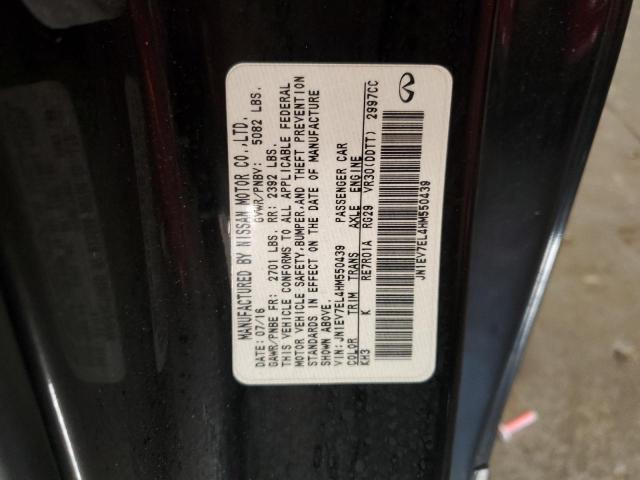 MANUFACTURED BY NISSAN MOTOR CO.,LTD.
DATE: 07/16 GVWR/PNBV: 5082 LBS.
GAWR/PNBE FR: 2701 LBS. RR: 2392 LBS.
THIS VEHICLE CONFORMS TO ALL APPLICABLE FEDERAL
MOTOR VEHICLE SAFETY,BUMPER,AND THEFT PREVENTION
STANDARDS IN EFFECT ON THE DATE OF MANUFACTURE
SHOWN ABOVE.
VIN: JN1EV7EL4HM550439 PASSENGER CAR
COLOR TRIM TRANS AXLE ENGINE
KH3 K RE7R01A RG29 VR30(DDTT) 2997CC
JN1EV7EL4HM550439